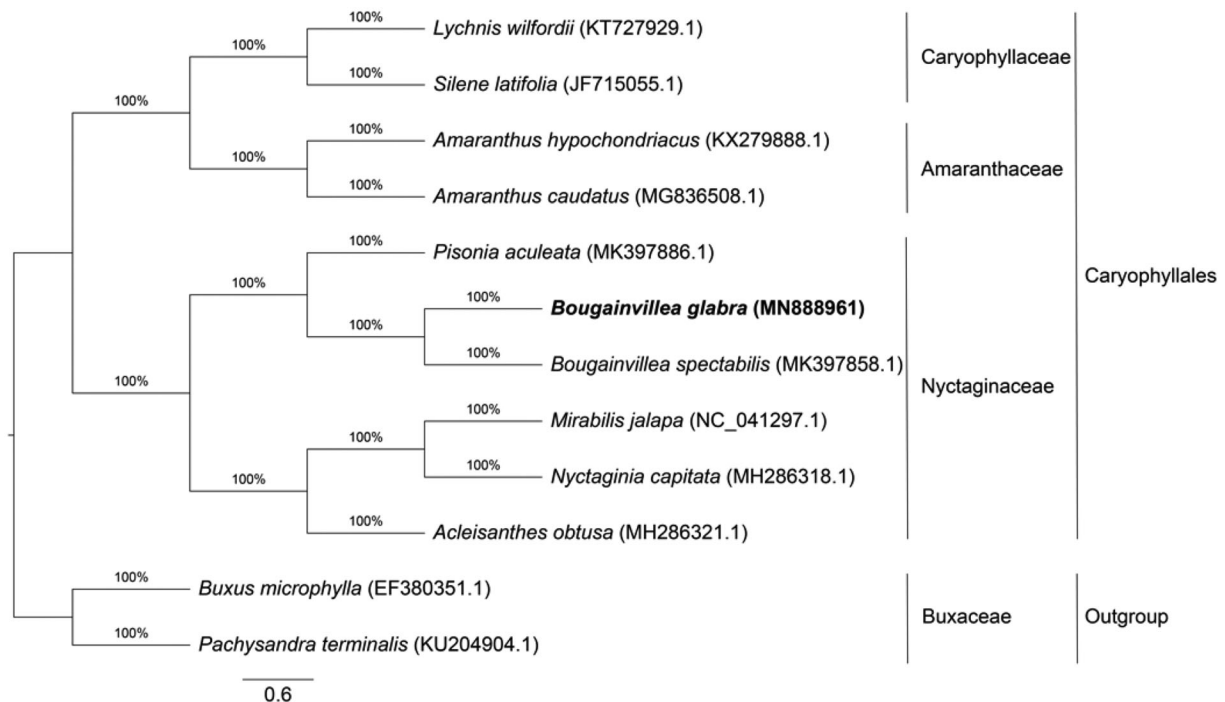 100%
Lychnis wilfordii (KT727929.1)
100%
Caryophyllaceae
100%
Silene latifolia (JF715055.1)
100%
100%
Amaranthus hypochondriacus (KX279888.1)
100%
Amaranthaceae
100%
Amaranthus caudatus (MG836508.1)
100%
Pisonia aculeata (MK397886.1)
100%
Caryophyllales
100%
Bougainvillea glabra (MN888961)
100%
100%
Bougainvillea spectabilis (MK397858.1)
100%
Nyctaginaceae
100%
Mirabilis jalapa (NC_041297.1)
100%
100%
Nyctaginia capitata (MH286318.1)
100%
100%
Acleisanthes obtusa (MH286321.1)
100%
Buxus microphylla (EF380351.1)
Buxaceae
Outgroup
100%
Pachysandra terminalis (KU204904.1)
0.6